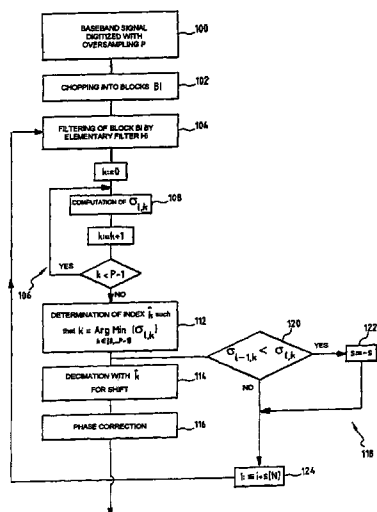 BASEBAND SIGNAL
DIGITIZED WITH
OVERSAMPLING P
100
CHOPPING INTO BLOCKS Bi
102
FILTERING OF BLOCK Bi BY
ELEMENTARY FILTER Hi
104
k:=0
COMPUTATION OF σi,k
108
k:=k+1
YES
k < P-1
106
NO
DETERMINATION OF INDEX k̂ such
that k = Arg Min {σi,k}
k∈[0,..P-1]
112
120
σi-1,k < σi,k
YES
122
s=-s
DECIMATION WITH k̂
FOR SHIFT
114
NO
PHASE CORRECTION
116
118
i:=i+s[N]
124